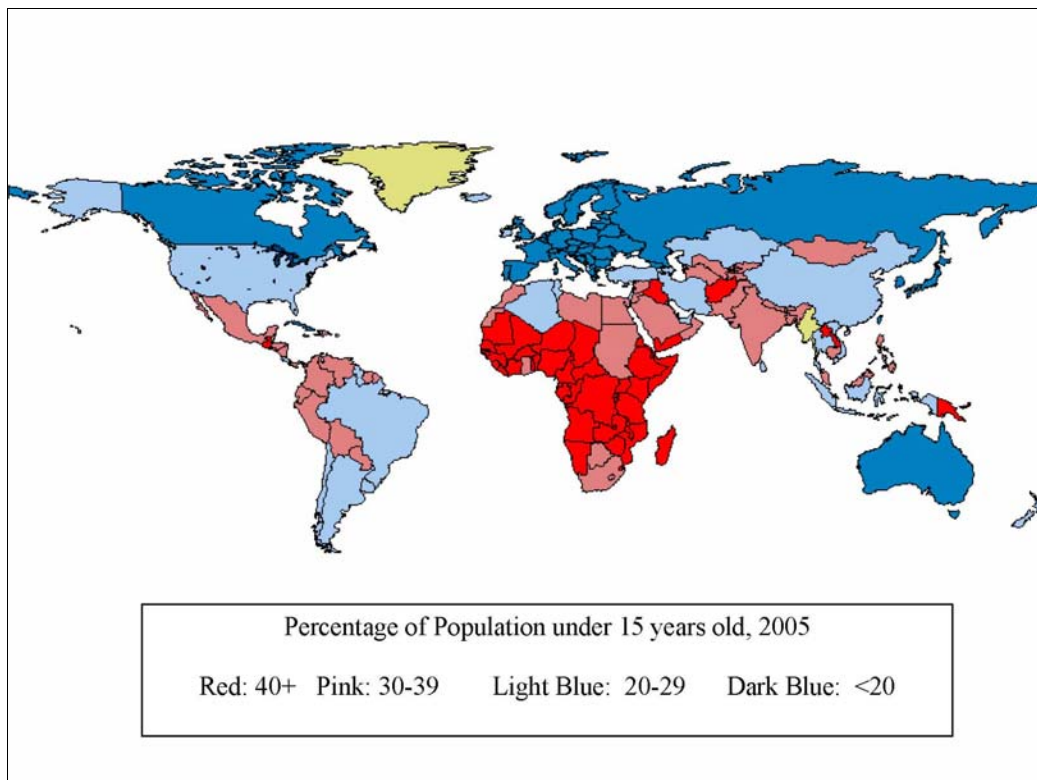 Percentage of Population under 15 years old, 2005
Red: 40+ Pink: 30-39 Light Blue: 20-29 Dark Blue: <20